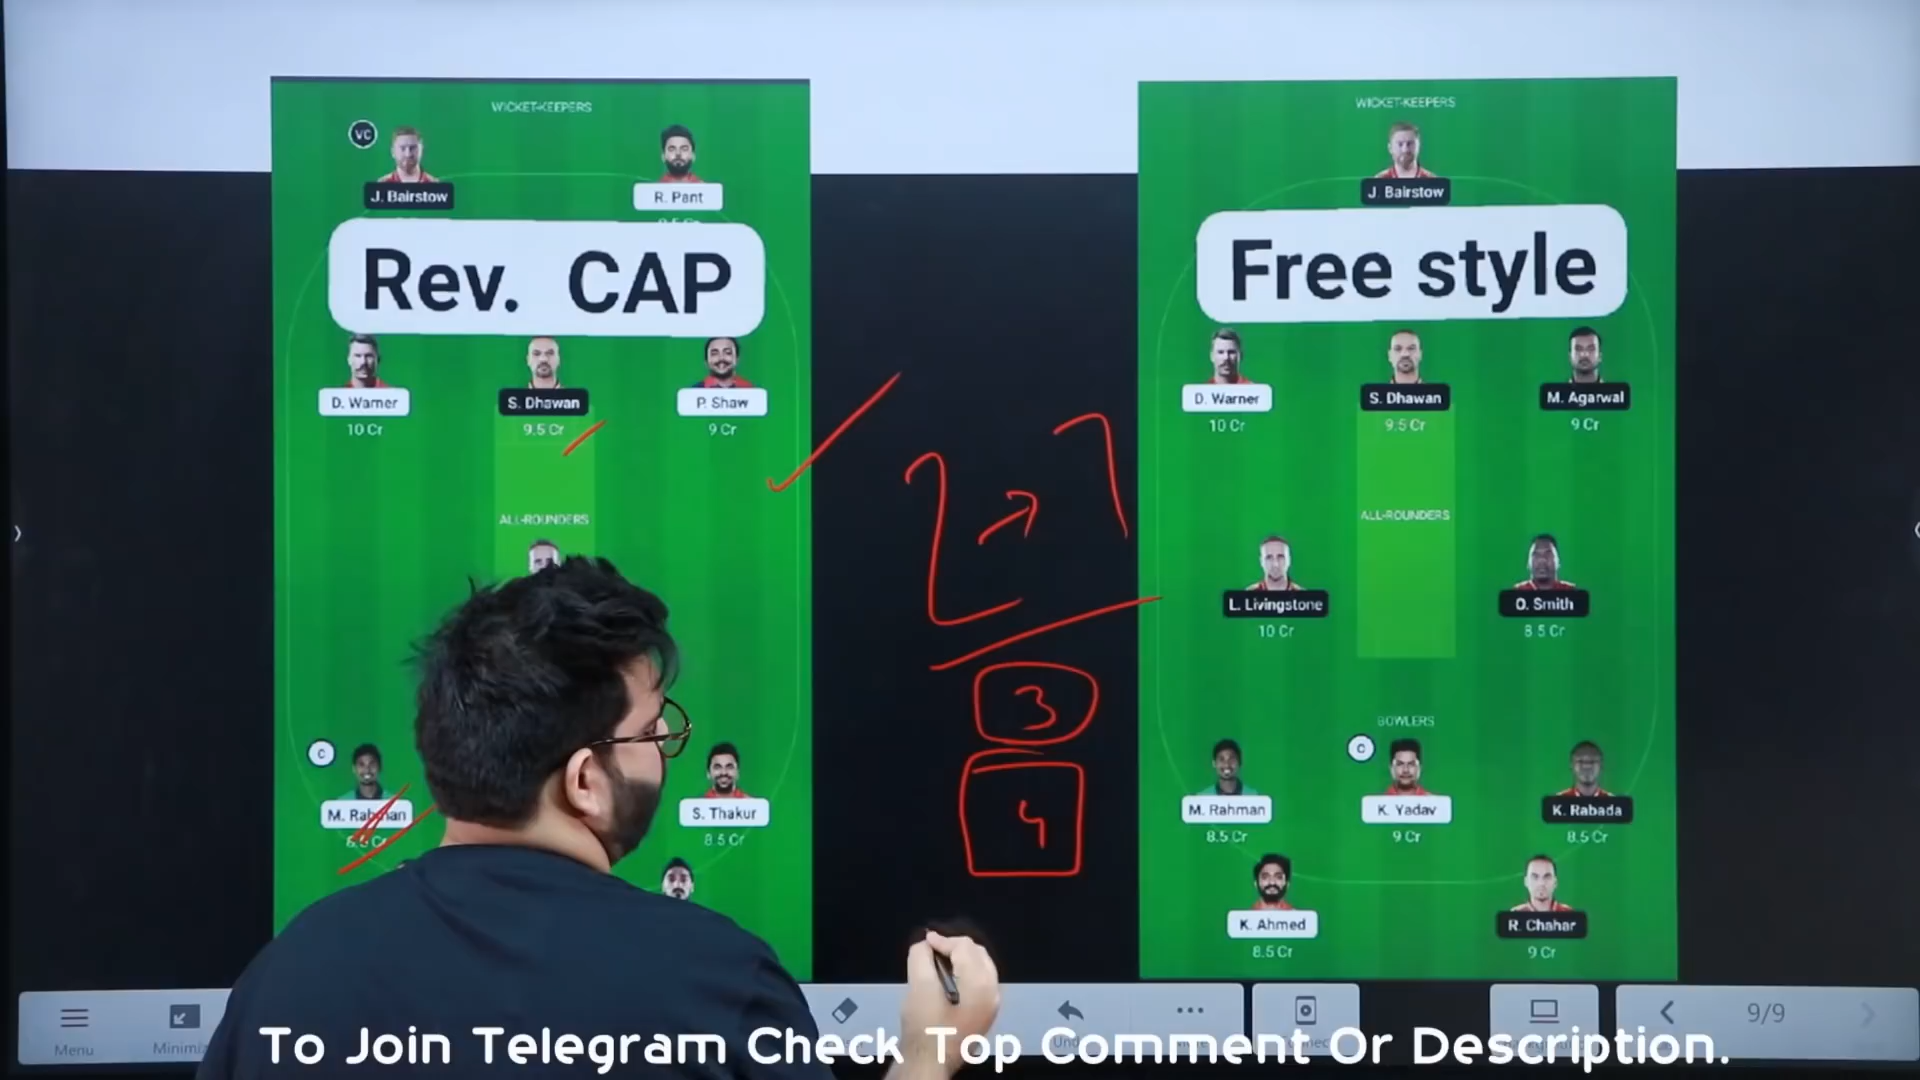 WICKET-KEEPERS
VC
J. Bairstow
R. Pant
Rev. CAP
D. Warner
S. Dhawan
P. Shaw
10 Cr
9.5 Cr
9 Cr
ALL-ROUNDERS
C
M. Rahman
S. Thakur
8.5 Cr
WICKET-KEEPERS
J. Bairstow
Free style
D. Warner
S. Dhawan
M. Agarwal
10 Cr
9.5 Cr
9 Cr
ALL-ROUNDERS
L. Livingstone
O. Smith
10 Cr
8.5 Cr
BOWLERS
C
M. Rahman
K. Yadav
K. Rabada
8.5 Cr
9 Cr
8.5 Cr
K. Ahmed
R. Chahar
8.5 Cr
9 Cr
3
4
Menu
9/9
To Join Telegram Check Top Comment Or Description.